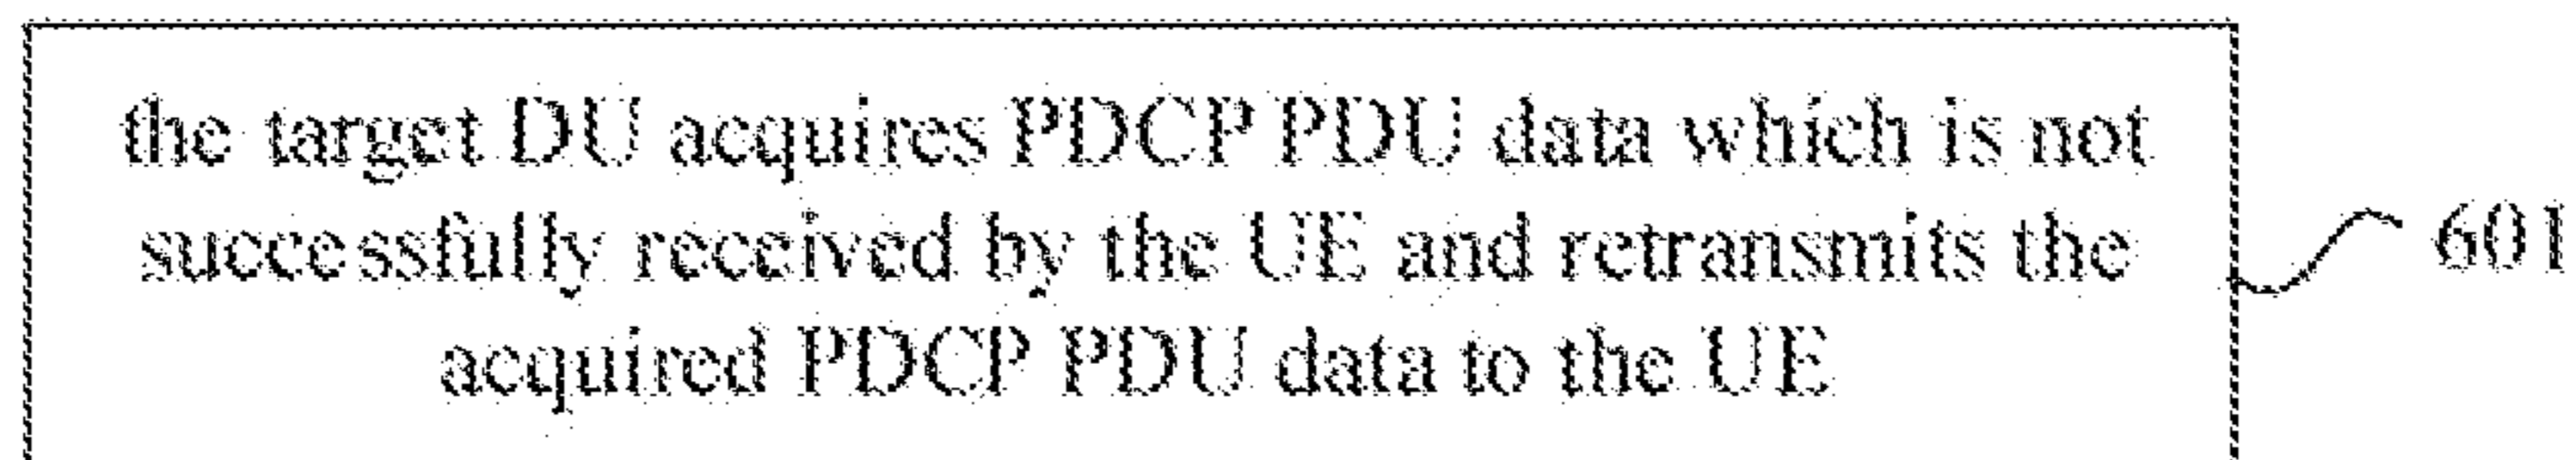 the target DU acquires PDCP PDU data which is not
successfully received by the UE and retransmits the
acquired PDCP PDU data to the UE
601